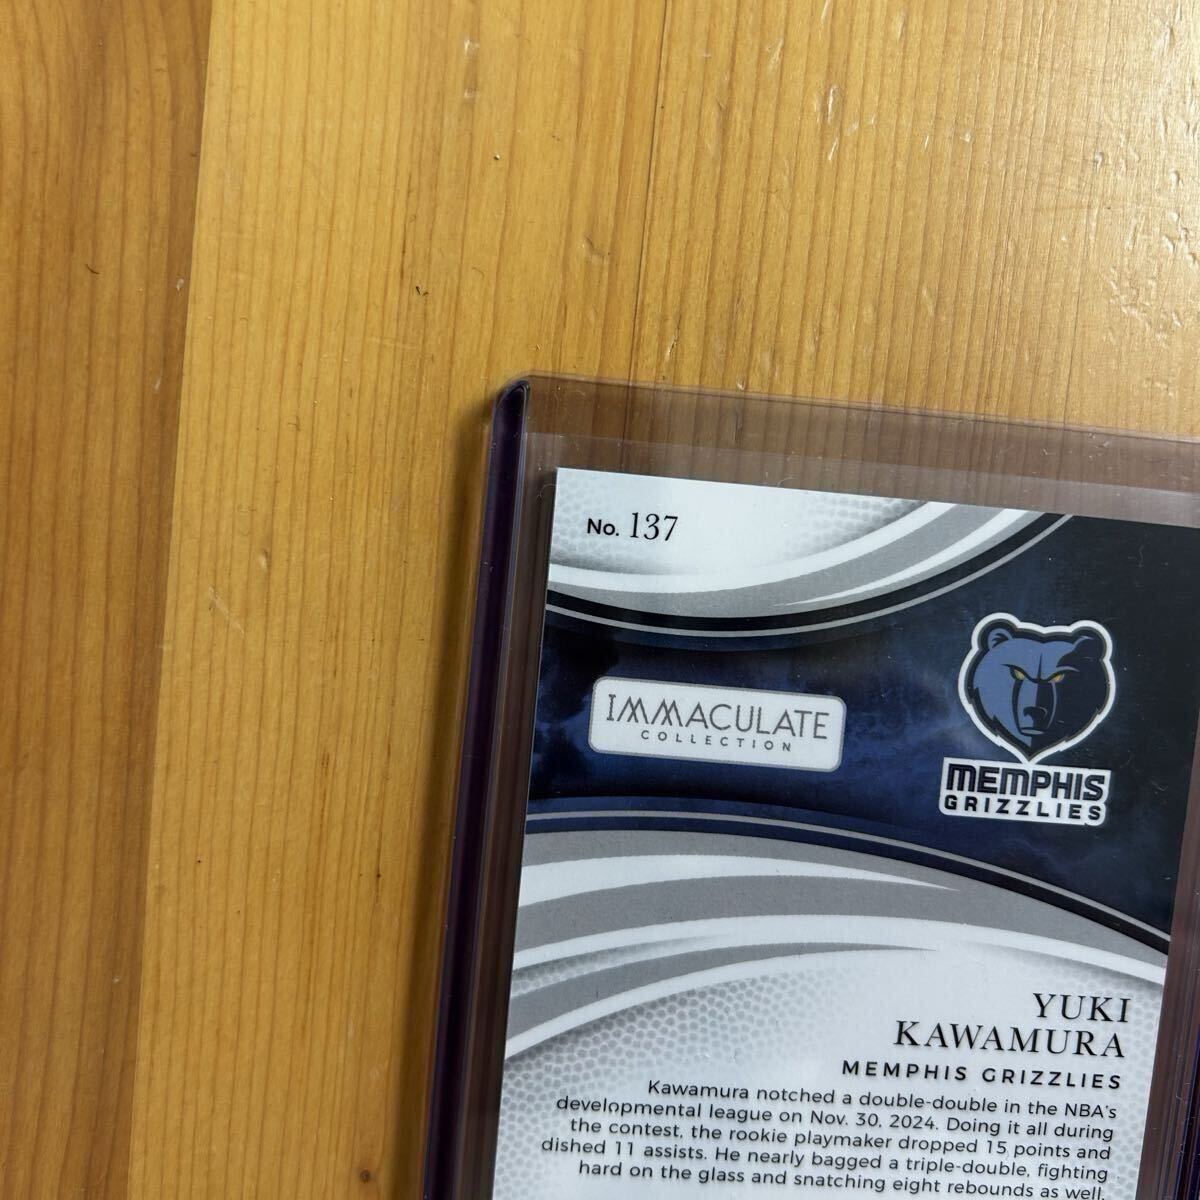 No. 137
IMMACULATE
COLLECTION
MEMPHIS
GRIZZLIES
YUKI
KAWAMURA
MEMPHIS GRIZZLIES
Kawamura notched a double-double in the NBA's
developmental league on Nov. 30, 2024. Doing it all during
the contest, the rookie playmaker dropped 15 points and
dished 11 assists. He nearly bagged a triple-double, fighting
hard on the glass and snatching eight rebounds as well.